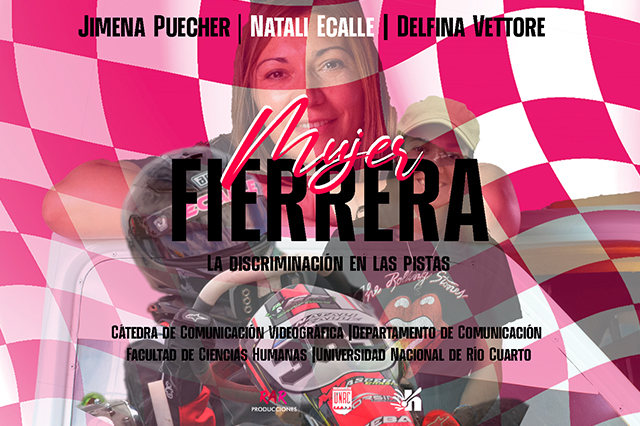 JIMENA PUECHER | NATALI ECALLE | DELFINA VETTORE
Mujer
FIERRERA
LA DISCRIMINACIÓN EN LAS PISTAS
The Rolling Stones
CÁTEDRA DE COMUNICACIÓN VIDEOGRÁFICA |DEPARTAMENTO DE COMUNICACIÓN
FACULTAD DE CIENCIAS HUMANAS |UNIVERSIDAD NACIONAL DE RÍO CUARTO
PRODUCCIONES
UNRC